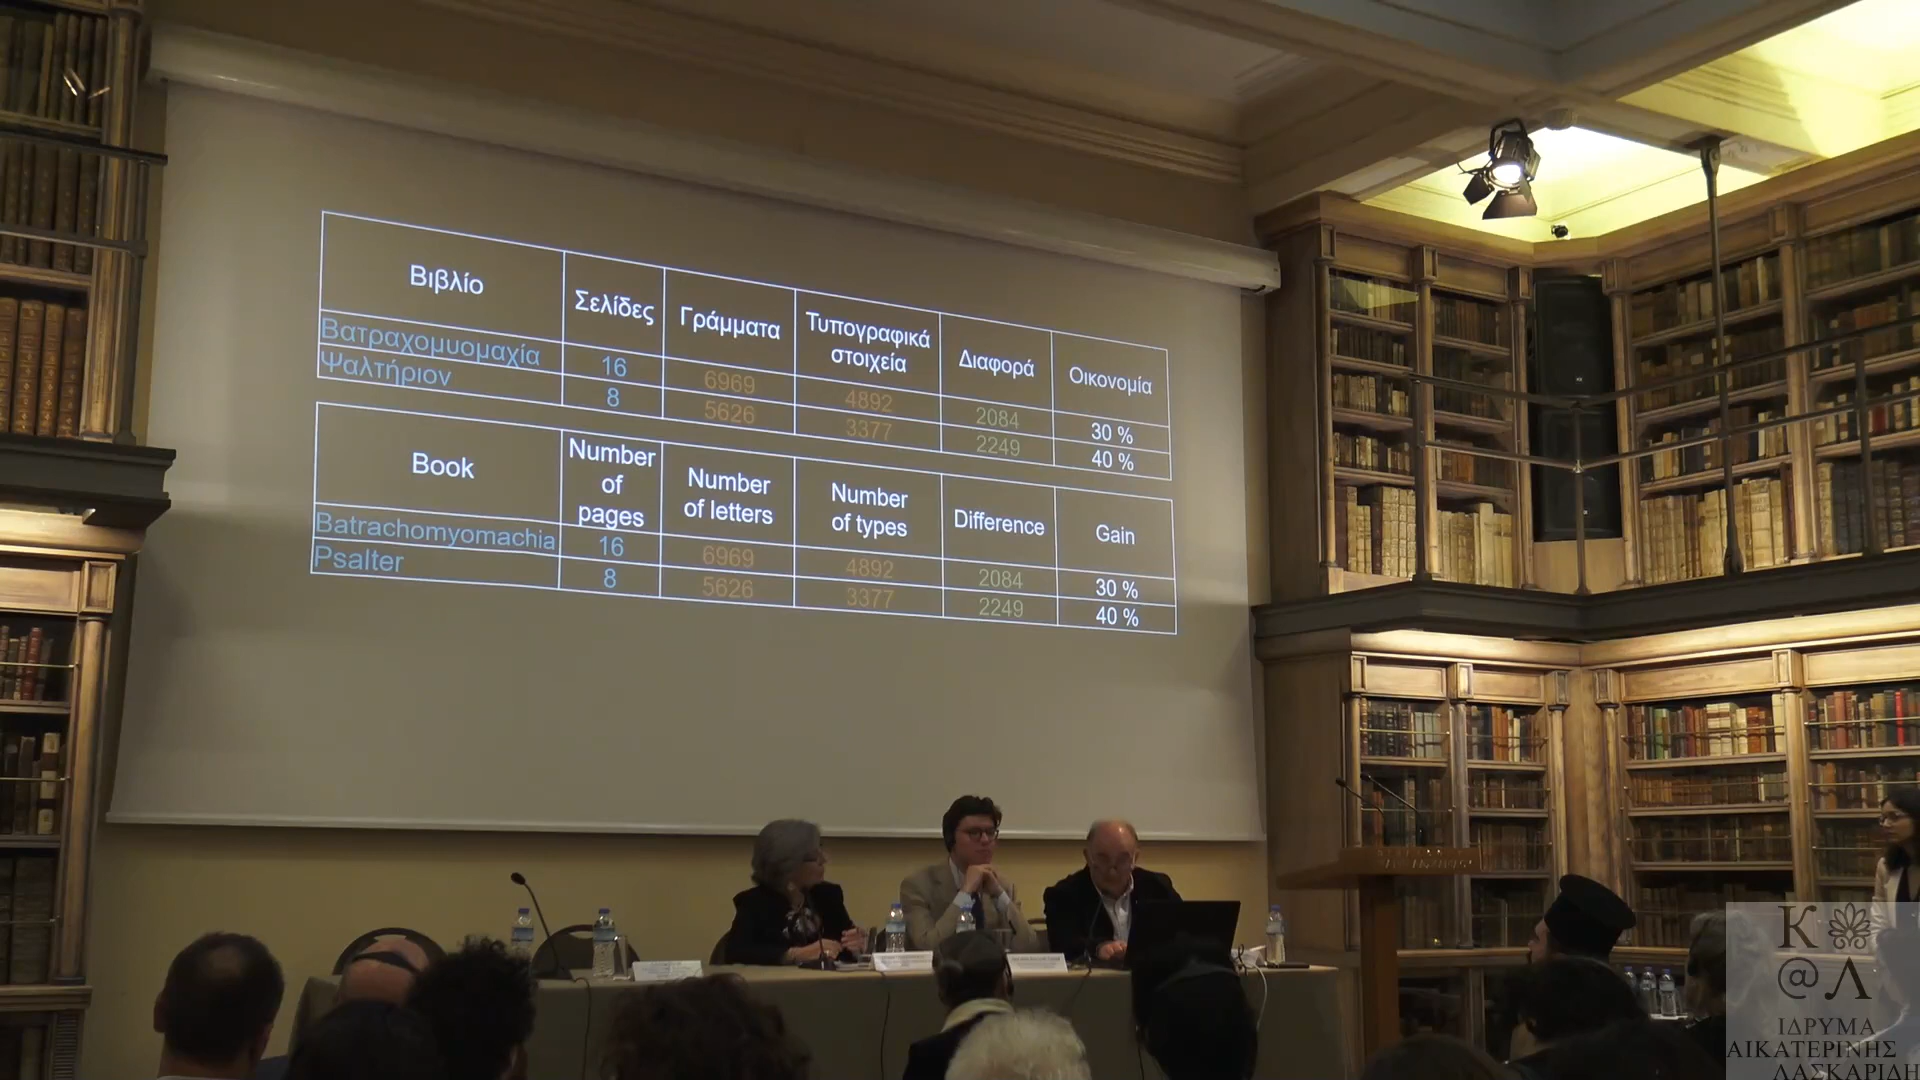 Βιβλίο Σελίδες Γράμματα Τυπογραφικά στοιχεία Διαφορά Οικονομία
Βατραχομυομαχία 16 6969 4892 2084 30 %
Ψαλτήριον 8 5626 3377 2249 40 %
Book Number of pages Number of letters Number of types Difference Gain
Batrachomyomachia 16 6969 4892 2084 30 %
Psalter 8 5626 3377 2249 40 %
Κ
@Λ
ΙΔΡΥΜΑ
ΑΙΚΑΤΕΡΙΝΗΣ
ΛΑΣΚΑΡΙΔΗ